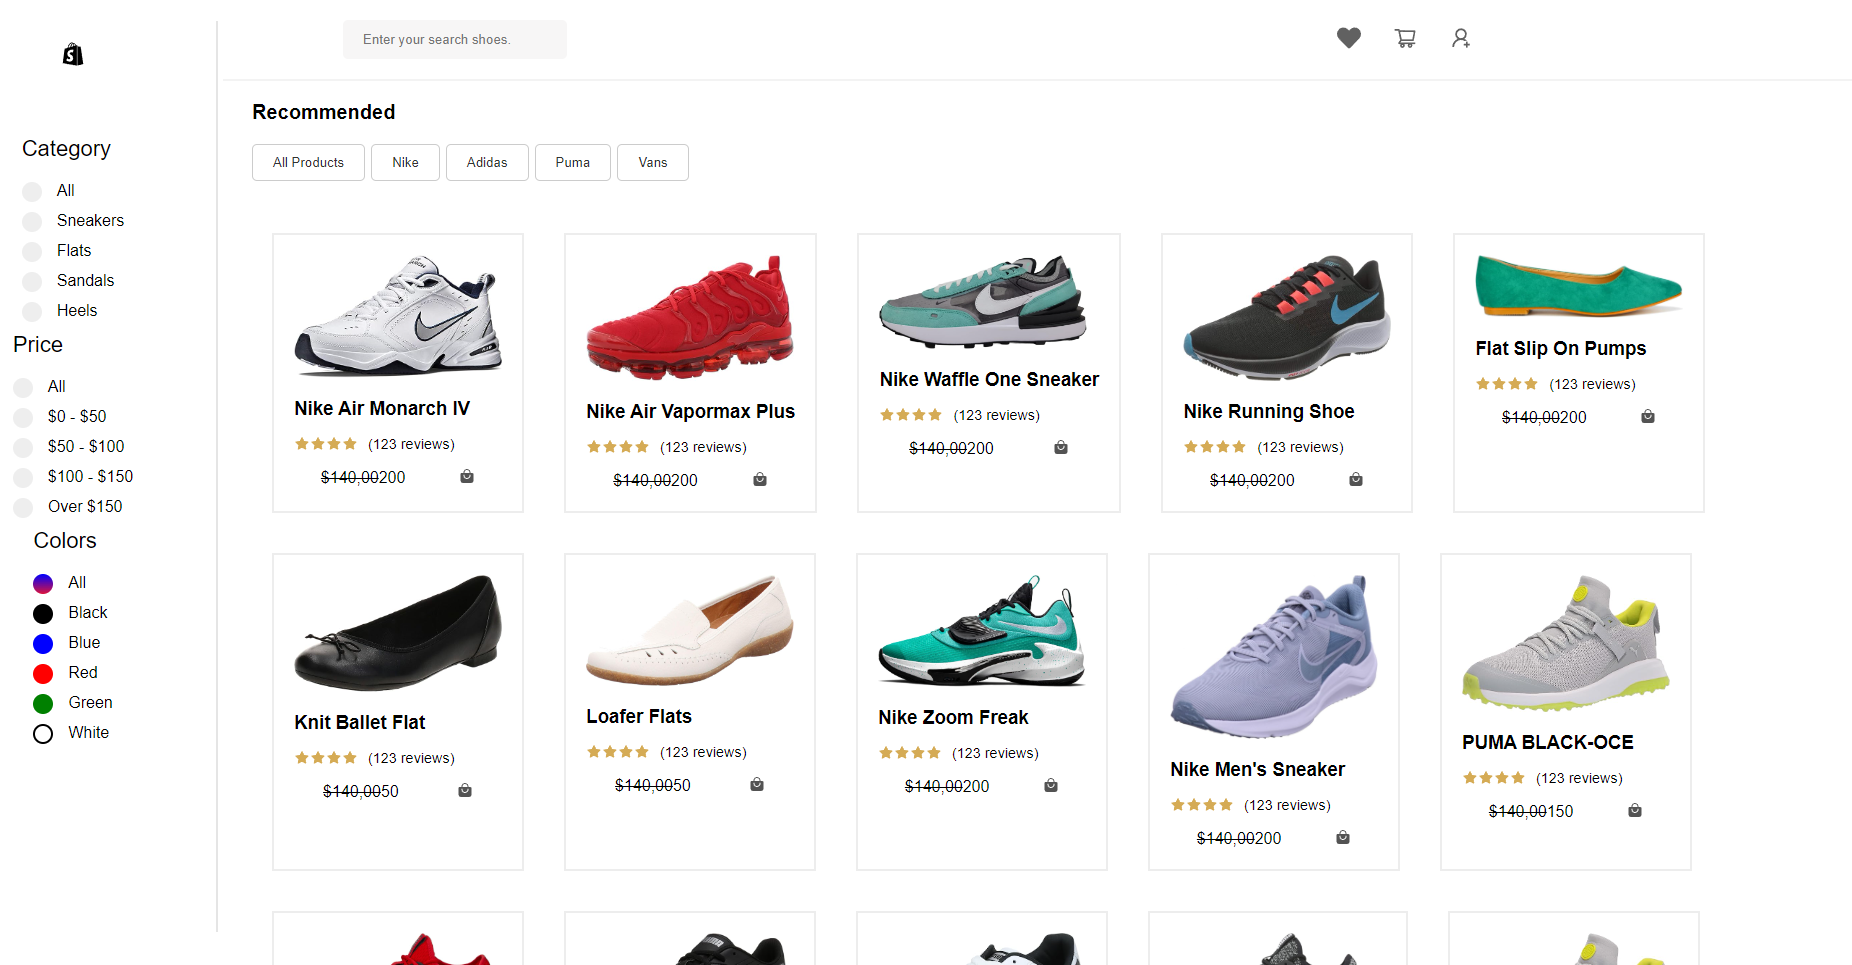 Enter your search shoes.
Category
All
Sneakers
Flats
Sandals
Heels
Price
All
$0 - $50
$50 - $100
$100 - $150
Over $150
Colors
All
Black
Blue
Red
Green
White
Recommended
All Products
Nike
Adidas
Puma
Vans
Nike Air Monarch IV
(123 reviews)
$140,00200
Nike Air Vapormax Plus
(123 reviews)
$140,00200
Nike Waffle One Sneaker
(123 reviews)
$140,00200
Nike Running Shoe
(123 reviews)
$140,00200
Flat Slip On Pumps
(123 reviews)
$140,00200
Knit Ballet Flat
(123 reviews)
$140,0050
Loafer Flats
(123 reviews)
$140,0050
Nike Zoom Freak
(123 reviews)
$140,00200
Nike Men's Sneaker
(123 reviews)
$140,00200
PUMA BLACK-OCE
(123 reviews)
$140,00150